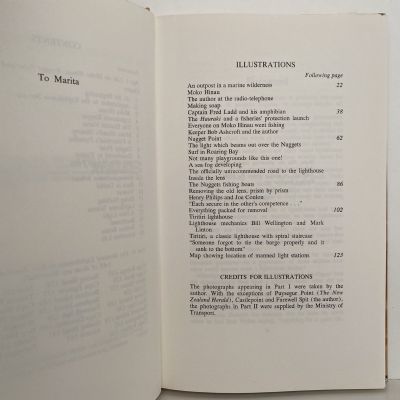 CONTENTS
To Marita
ILLUSTRATIONS
Following page
An outpost in a marine wilderness 22
Moko Hinau
The author at the radio-telephone
Making soap
Captain Fred Ladd and his amphibian 38
The Hauraki and a fisheries' protection launch
Everyone on Moko Hinau went fishing
Keeper Bob Ashcroft and the author
Nugget Point 62
The light which beams out over the Nuggets
Surf in Roaring Bay
Not many playgrounds like this one!
A sea fog developing
The officially unrecommended road to the lighthouse
Inside the lens
The Nuggets fishing boats 86
Removing the old lens, prism by prism
Henry Philips and Joe Conlon
"Each secure in the other's competence . . ."
Everything packed for removal 102
Tiritiri lighthouse
Lighthouse mechanics Bill Wellington and Mark
Linton
Tiritiri, a classic lighthouse with spiral staircase
"Someone forgot to tie the barge properly and it
sank to the bottom"
Map showing location of manned light stations 123
CREDITS FOR ILLUSTRATIONS
The photographs appearing in Part I were taken by the
author. With the exceptions of Puysegur Point (The New
Zealand Herald), Castlepoint and Farewell Spit (the author),
the photographs in Part II were supplied by the Ministry of
Transport.